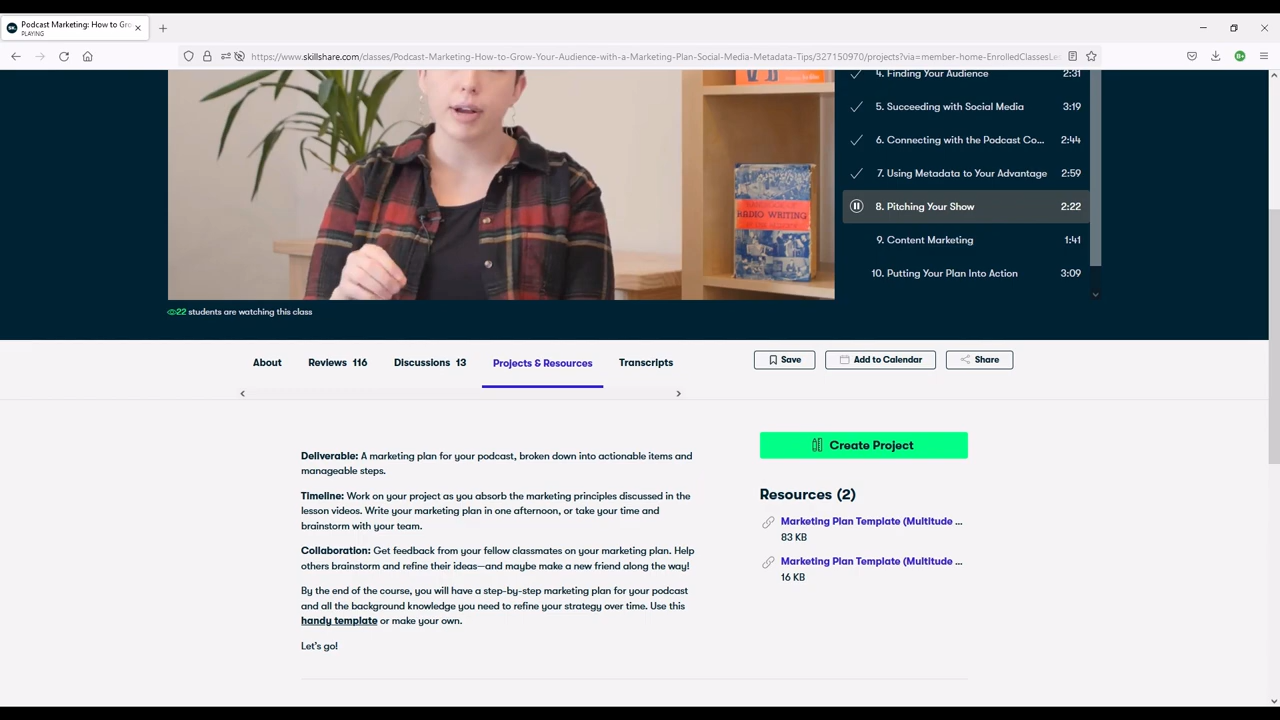 Podcast Marketing: How to Gro
PLAYING
https://www.skillshare.com/classes/Podcast-Marketing-How-to-Grow-Your-Audience-with-a-Marketing-Plan-Social-Media-Metadata-Tips/327150970/projects?via=member-home-EnrolledClassesLe
4. Finding Your Audience 2:31
5. Succeeding with Social Media 3:19
6. Connecting with the Podcast Co... 2:44
7. Using Metadata to Your Advantage 2:59
8. Pitching Your Show 2:22
9. Content Marketing 1:41
10. Putting Your Plan Into Action 3:09
RADIO WRITING
22 students are watching this class
About Reviews 116 Discussions 13 Projects & Resources Transcripts
Save Add to Calendar Share
Deliverable: A marketing plan for your podcast, broken down into actionable items and
manageable steps.
Timeline: Work on your project as you absorb the marketing principles discussed in the
lesson videos. Write your marketing plan in one afternoon, or take your time and
brainstorm with your team.
Collaboration: Get feedback from your fellow classmates on your marketing plan. Help
others brainstorm and refine their ideas—and maybe make a new friend along the way!
By the end of the course, you will have a step-by-step marketing plan for your podcast
and all the background knowledge you need to refine your strategy over time. Use this
handy template or make your own.
Let's go!
Create Project
Resources (2)
Marketing Plan Template (Multitude ...
83 KB
Marketing Plan Template (Multitude ...
16 KB